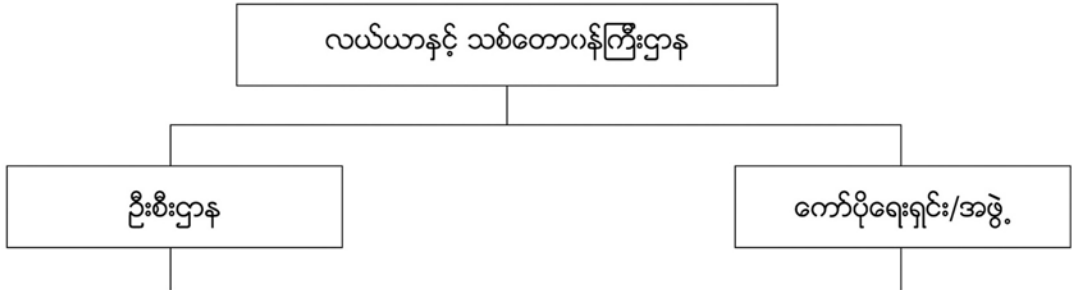 လယ်ယာနှင့် သစ်တောဝန်ကြီးဌာန
ဦးစီးဌာန
ကော်ပိုရေးရှင်း/အဖွဲ့